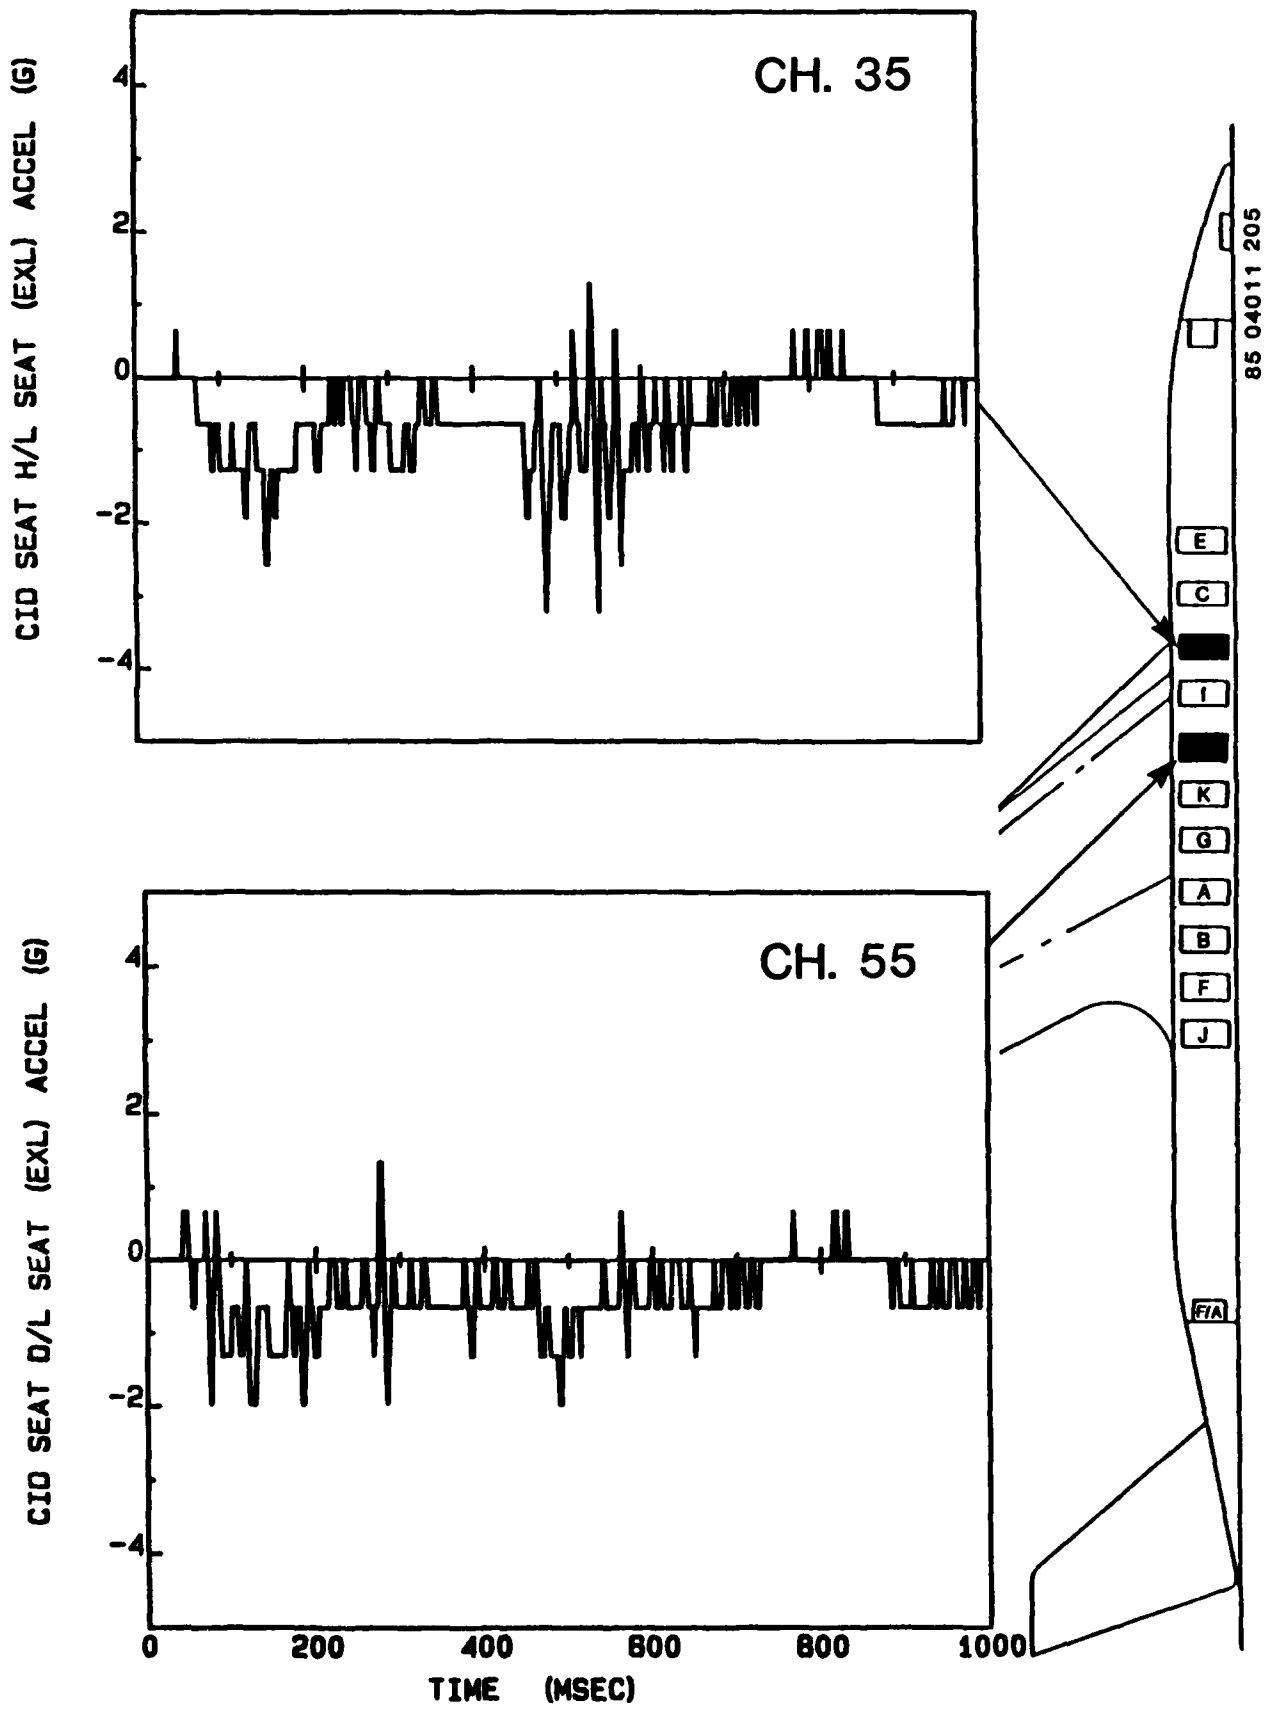 CID SEAT H/L SEAT (EXL) ACCEL (G)
CH. 35
4
2
0
-2
-4
CID SEAT D/L SEAT (EXL) ACCEL (G)
CH. 55
4
2
0
-2
-4
0 200 400 600 800 1000
TIME (MSEC)
85 04011 205
E
C
I
K
G
A
B
F
J
F/A